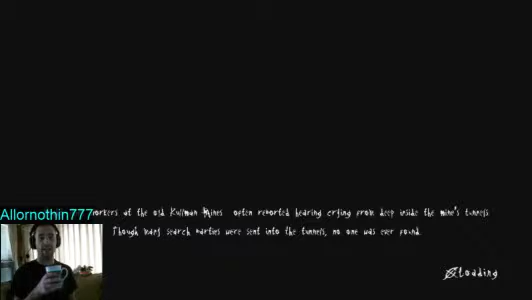 Allornothin777
orkers at the old Kullman Mines often reported hearing crying from deep inside the mine's tunnels
Though many search parties were sent into the tunnels, no one was ever found.
loading